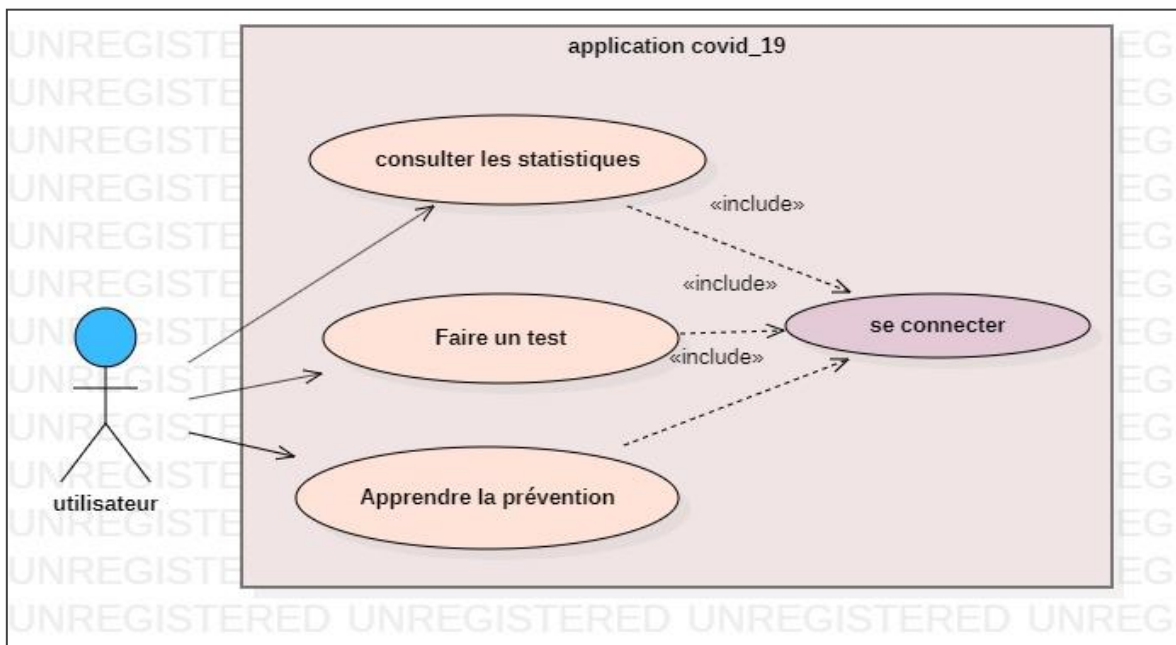 application covid_19
consulter les statistiques
«include»
«include»
Faire un test
se connecter
«include»
Apprendre la prévention
utilisateur
UNREGISTERED UNREGISTERED UNREG